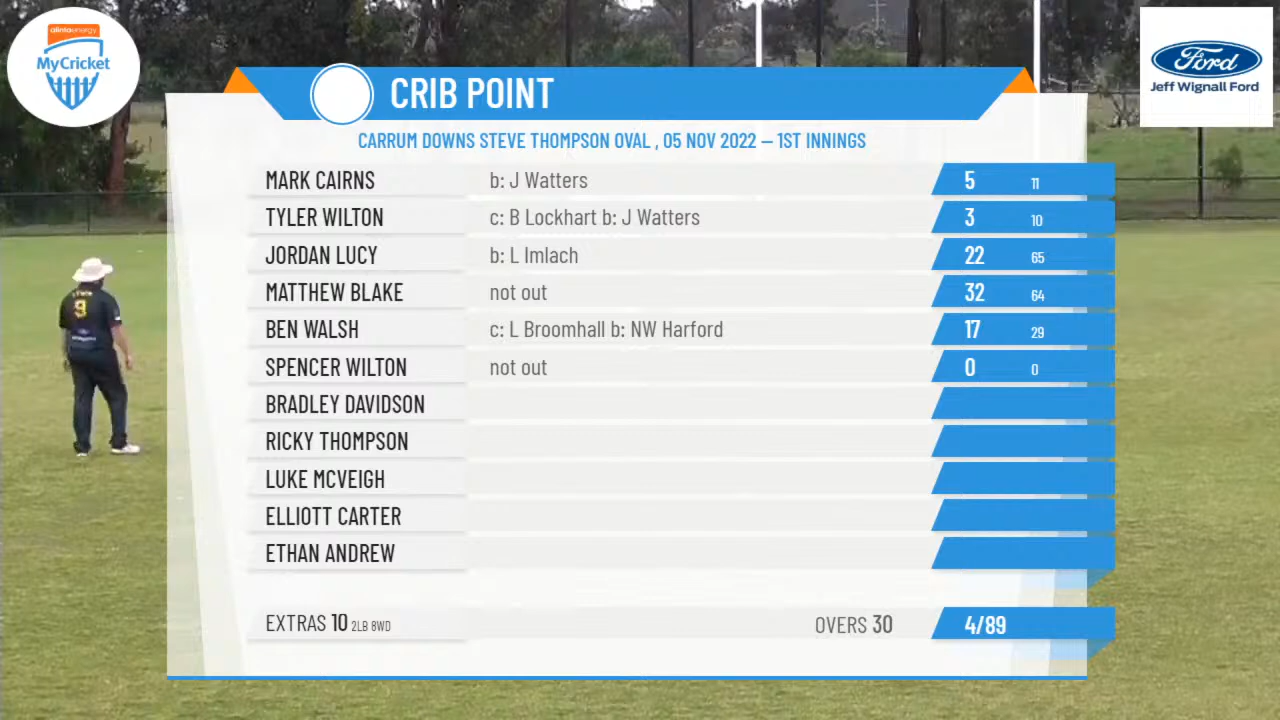 alintaenergy
MyCricket
Ford
Jeff Wignall Ford
CRIB POINT
CARRUM DOWNS STEVE THOMPSON OVAL , 05 NOV 2022 – 1ST INNINGS
MARK CAIRNS b: J Watters 5 11
TYLER WILTON c: B Lockhart b: J Watters 3 10
JORDAN LUCY b: L Imlach 22 65
MATTHEW BLAKE not out 32 64
BEN WALSH c: L Broomhall b: NW Harford 17 29
SPENCER WILTON not out 0 0
BRADLEY DAVIDSON
RICKY THOMPSON
LUKE MCVEIGH
ELLIOTT CARTER
ETHAN ANDREW
EXTRAS 10 2LB 8WD OVERS 30 4/89
9